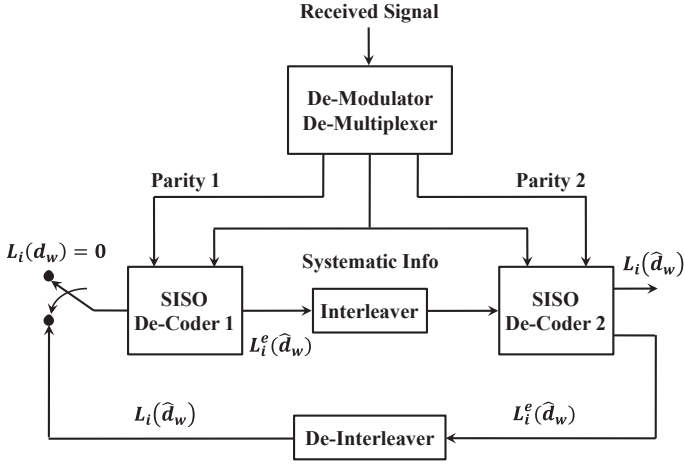 Received Signal
De-Modulator
De-Multiplexer
Parity 1
Parity 2
L_i(d_w) = 0
Systematic Info
L_i(d̂_w)
SISO
De-Coder 1
Interleaver
SISO
De-Coder 2
L_i^e(d̂_w)
L_i(d̂_w)
L_i^e(d̂_w)
De-Interleaver